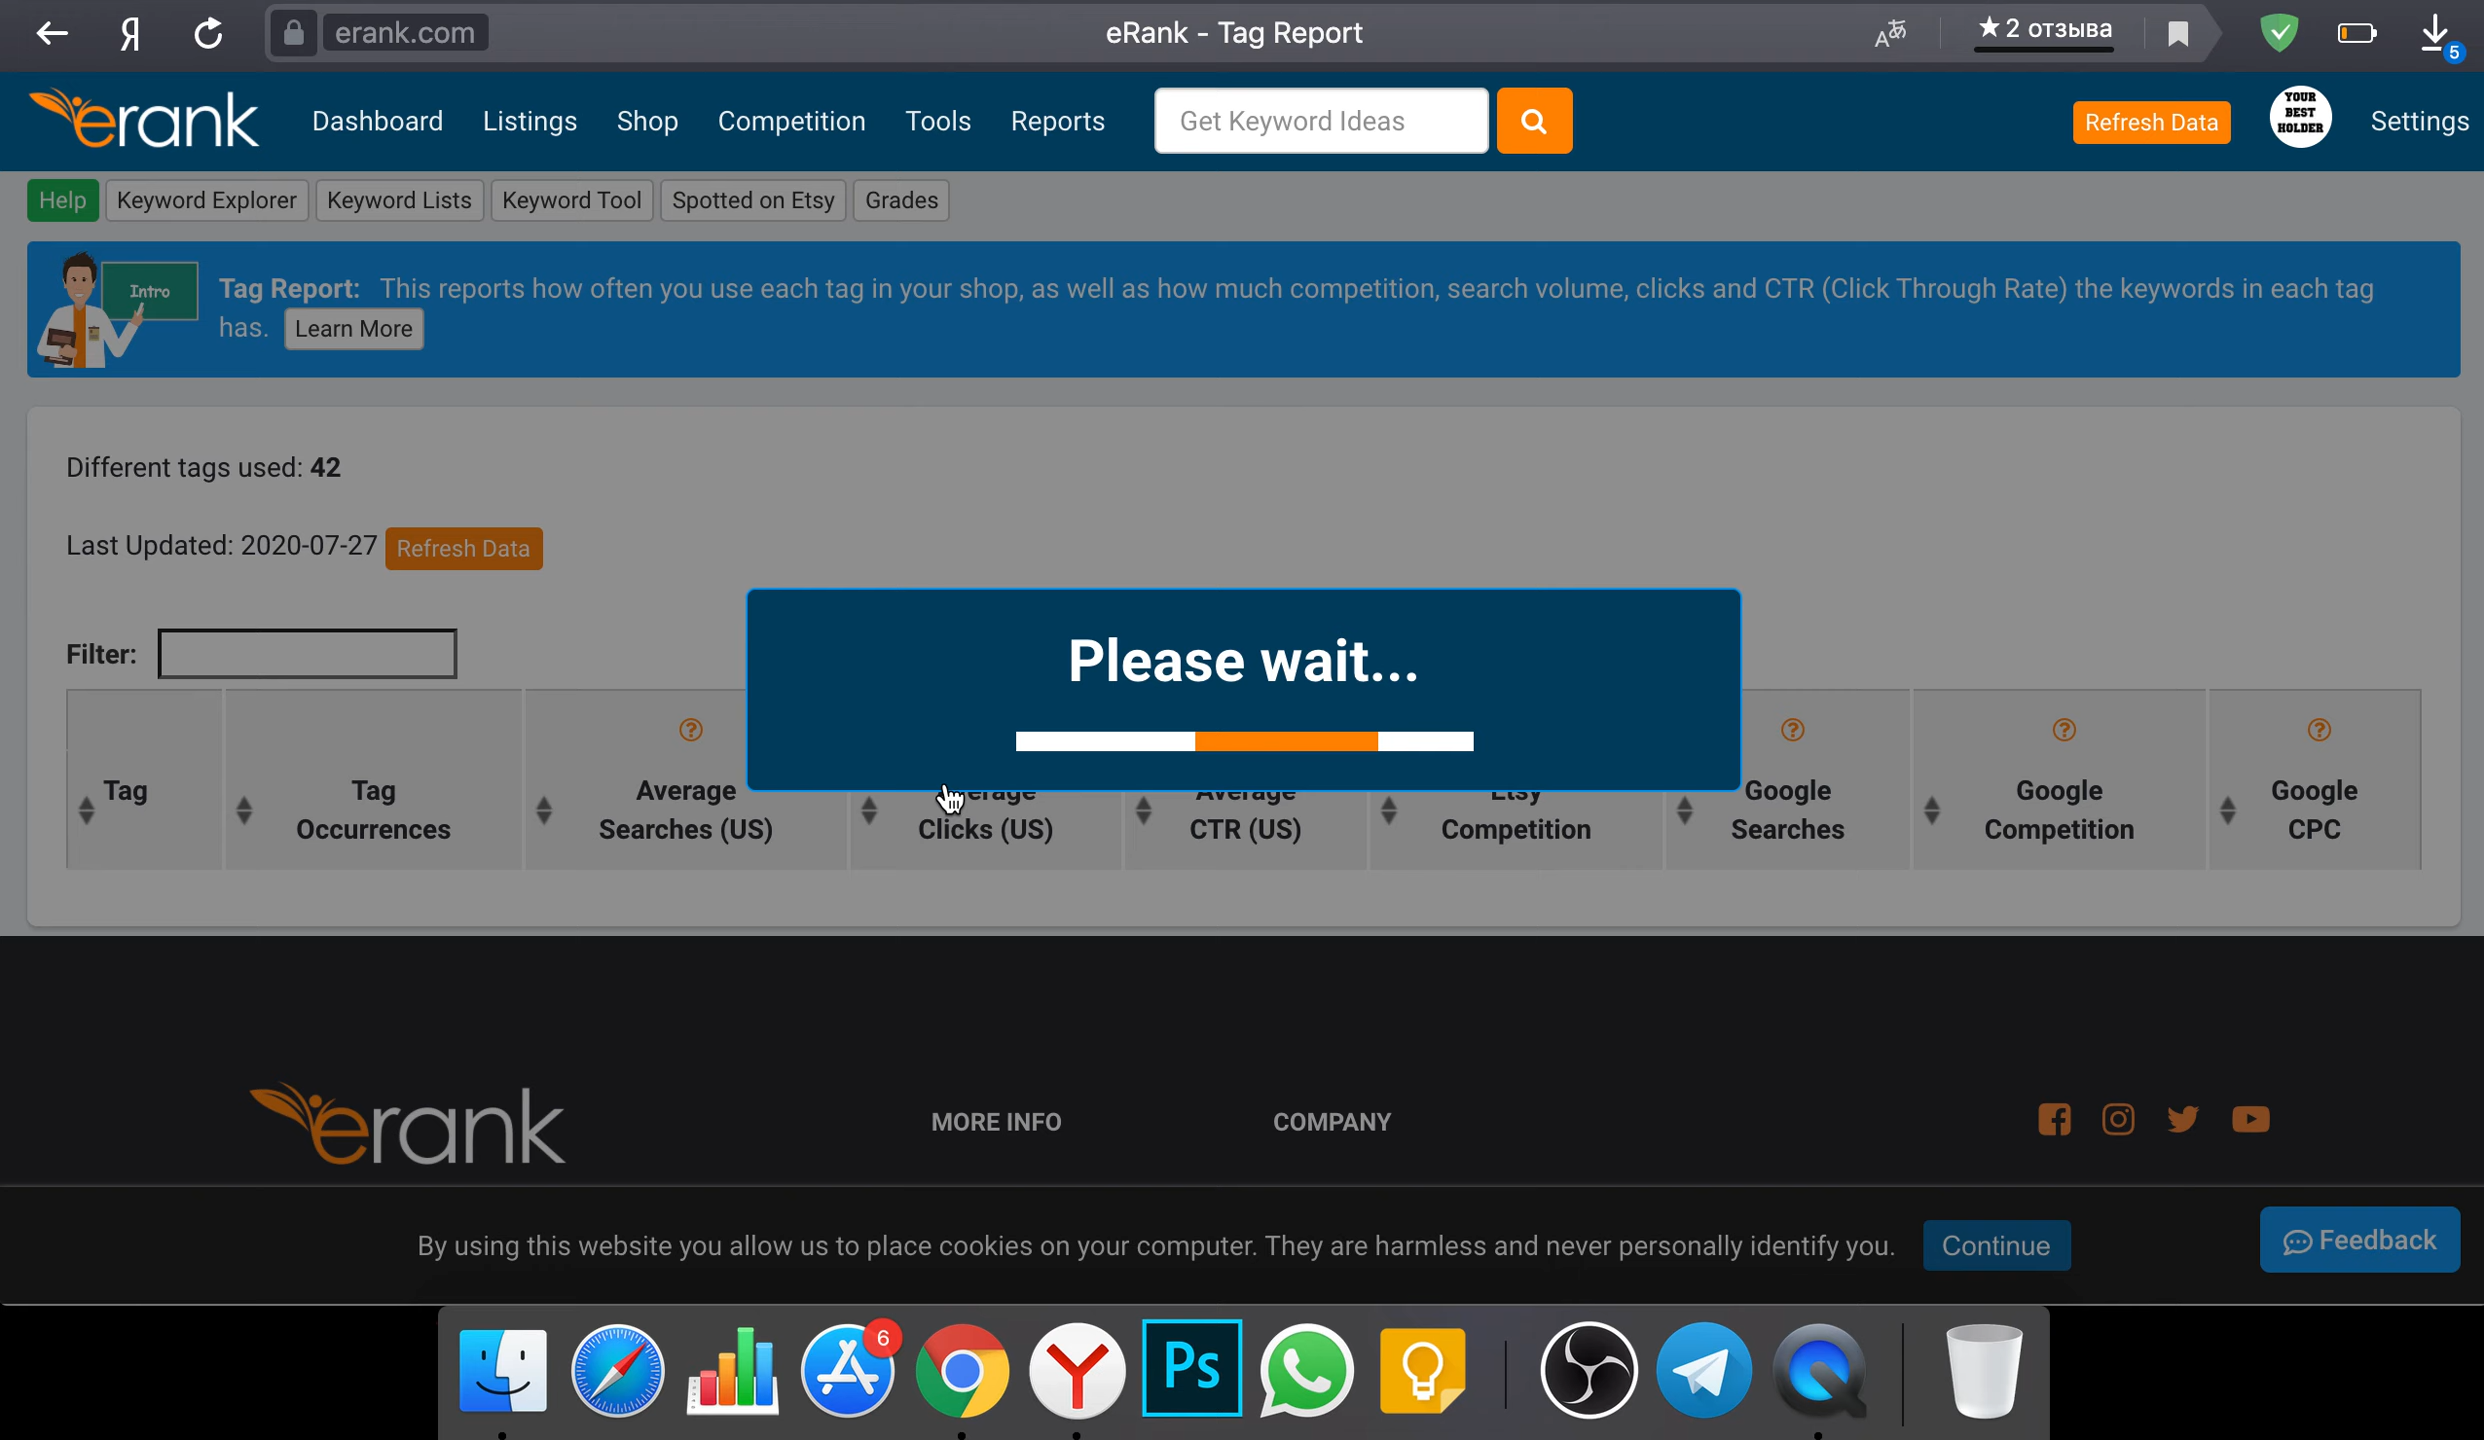 Я
erank.com
eRank - Tag Report
★ 2 отзыва
5
erank
Dashboard
Listings
Shop
Competition
Tools
Reports
Get Keyword Ideas
Refresh Data
YOUR
BEST
HOLDER
Settings
Help
Keyword Explorer
Keyword Lists
Keyword Tool
Spotted on Etsy
Grades
Intro
Tag Report: This reports how often you use each tag in your shop, as well as how much competition, search volume, clicks and CTR (Click Through Rate) the keywords in each tag
has. Learn More
Different tags used: 42
Last Updated: 2020-07-27 Refresh Data
Filter:
Please wait...
Tag
Tag
Occurrences
Average
Searches (US)
Average
Clicks (US)
Average
CTR (US)
Etsy
Competition
Google
Searches
Google
Competition
Google
CPC
erank
MORE INFO
COMPANY
By using this website you allow us to place cookies on your computer. They are harmless and never personally identify you.
Continue
Feedback
6
Ps